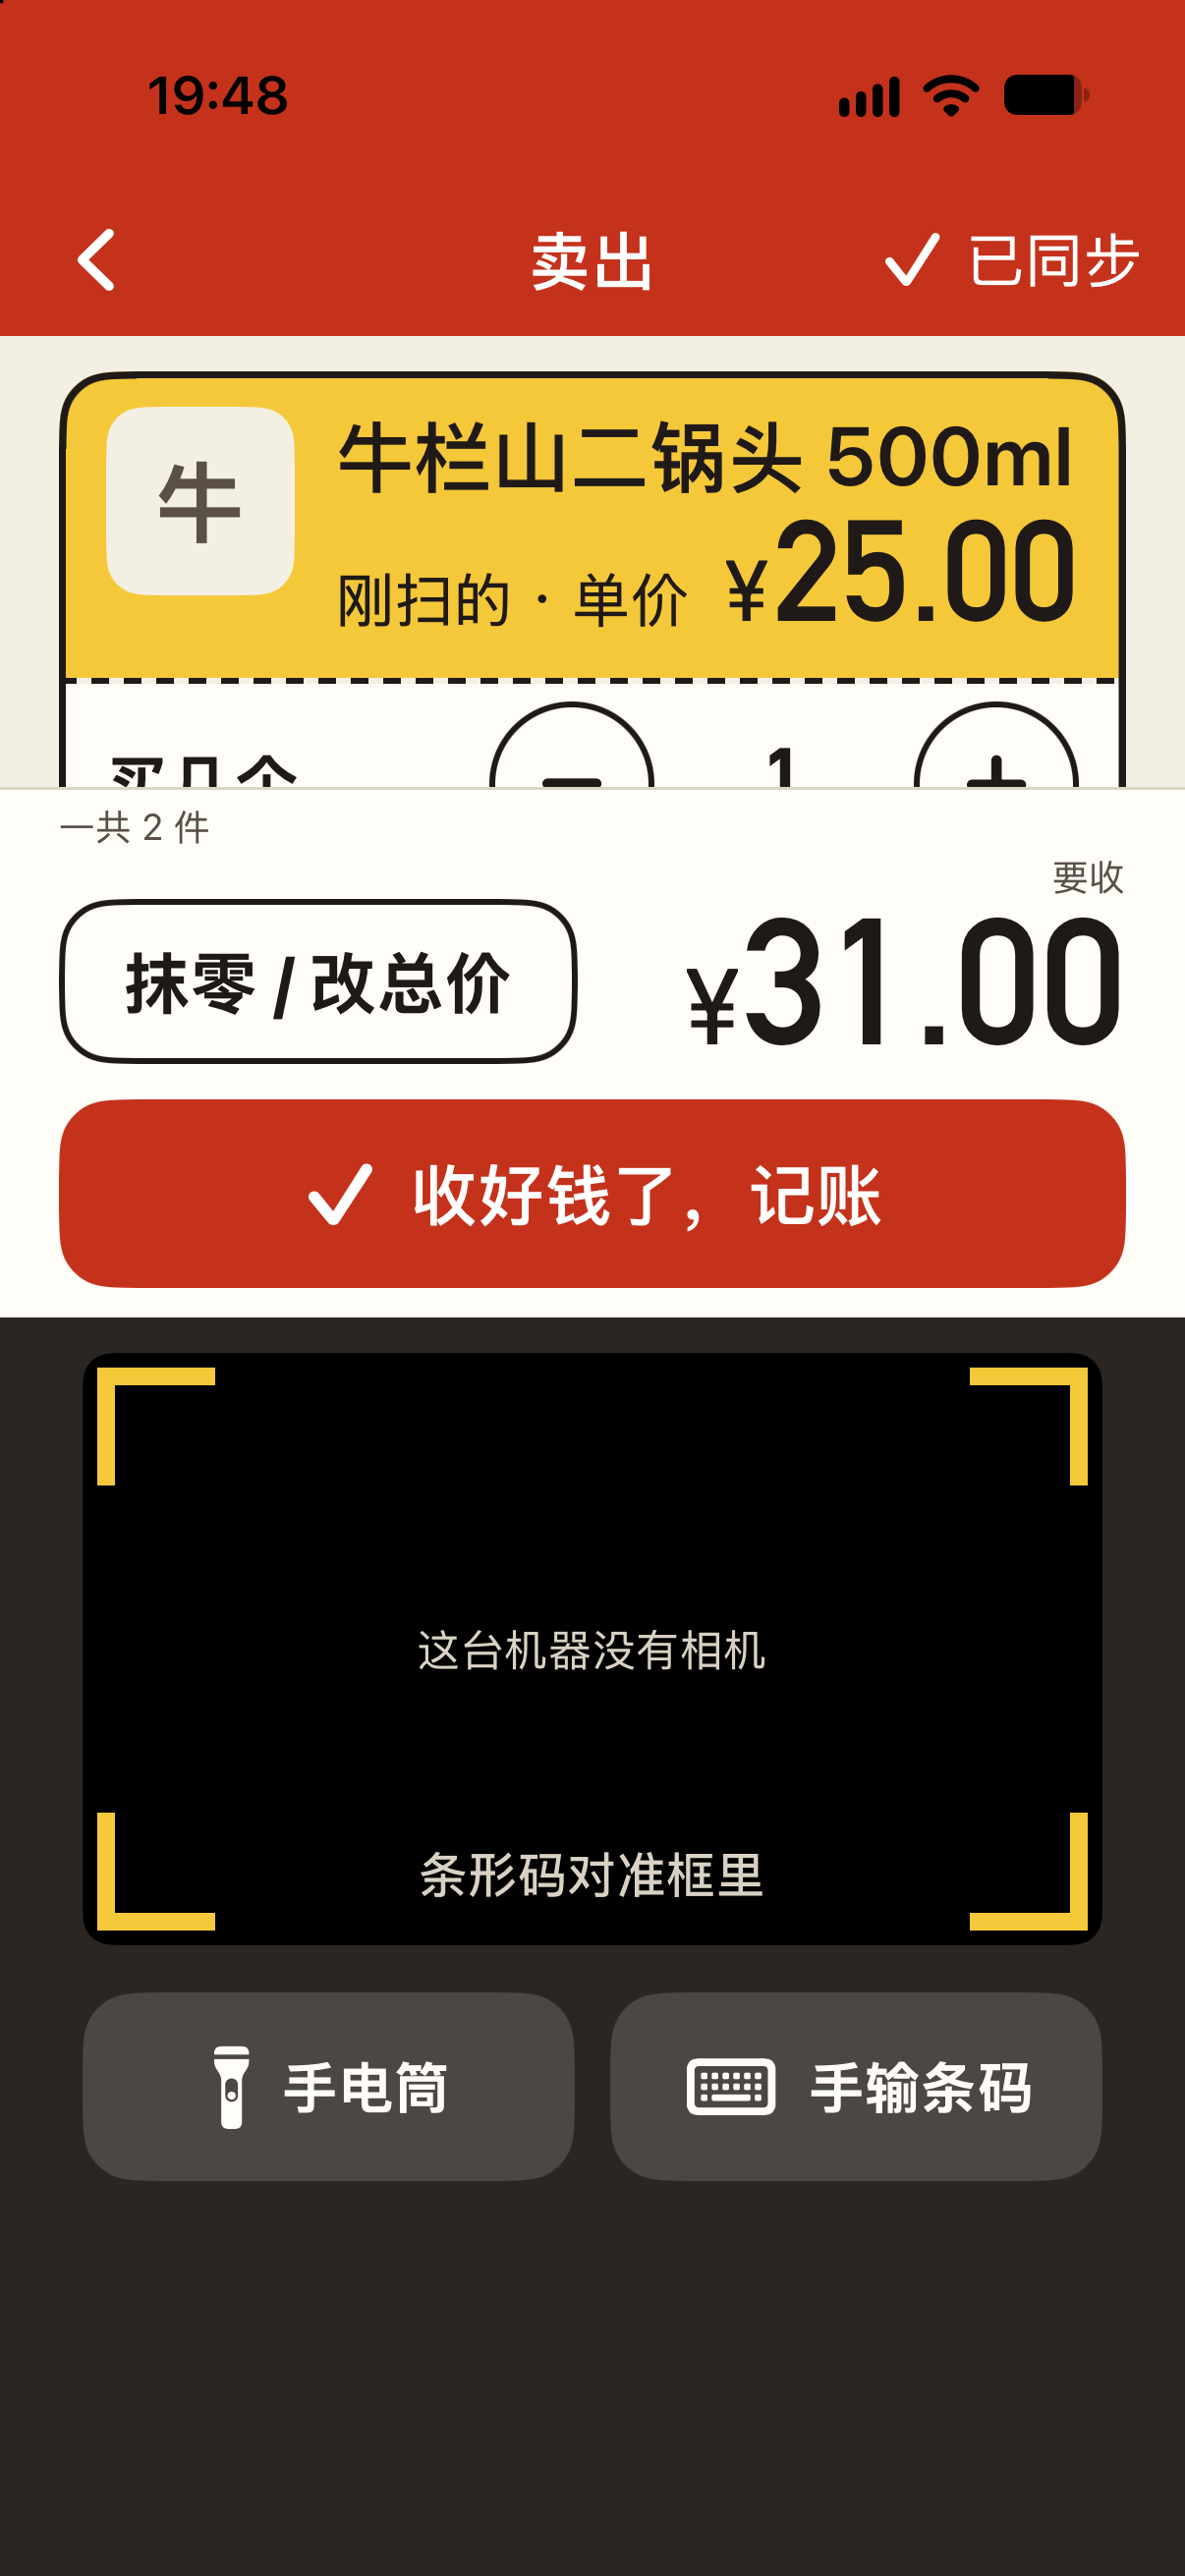 19:48
卖出
已同步
牛
牛栏山二锅头 500ml
刚扫的 · 单价 ¥25.00
买几个
1
一共 2 件
要收
抹零 / 改总价
¥31.00
收好钱了，记账
这台机器没有相机
条形码对准框里
手电筒
手输条码